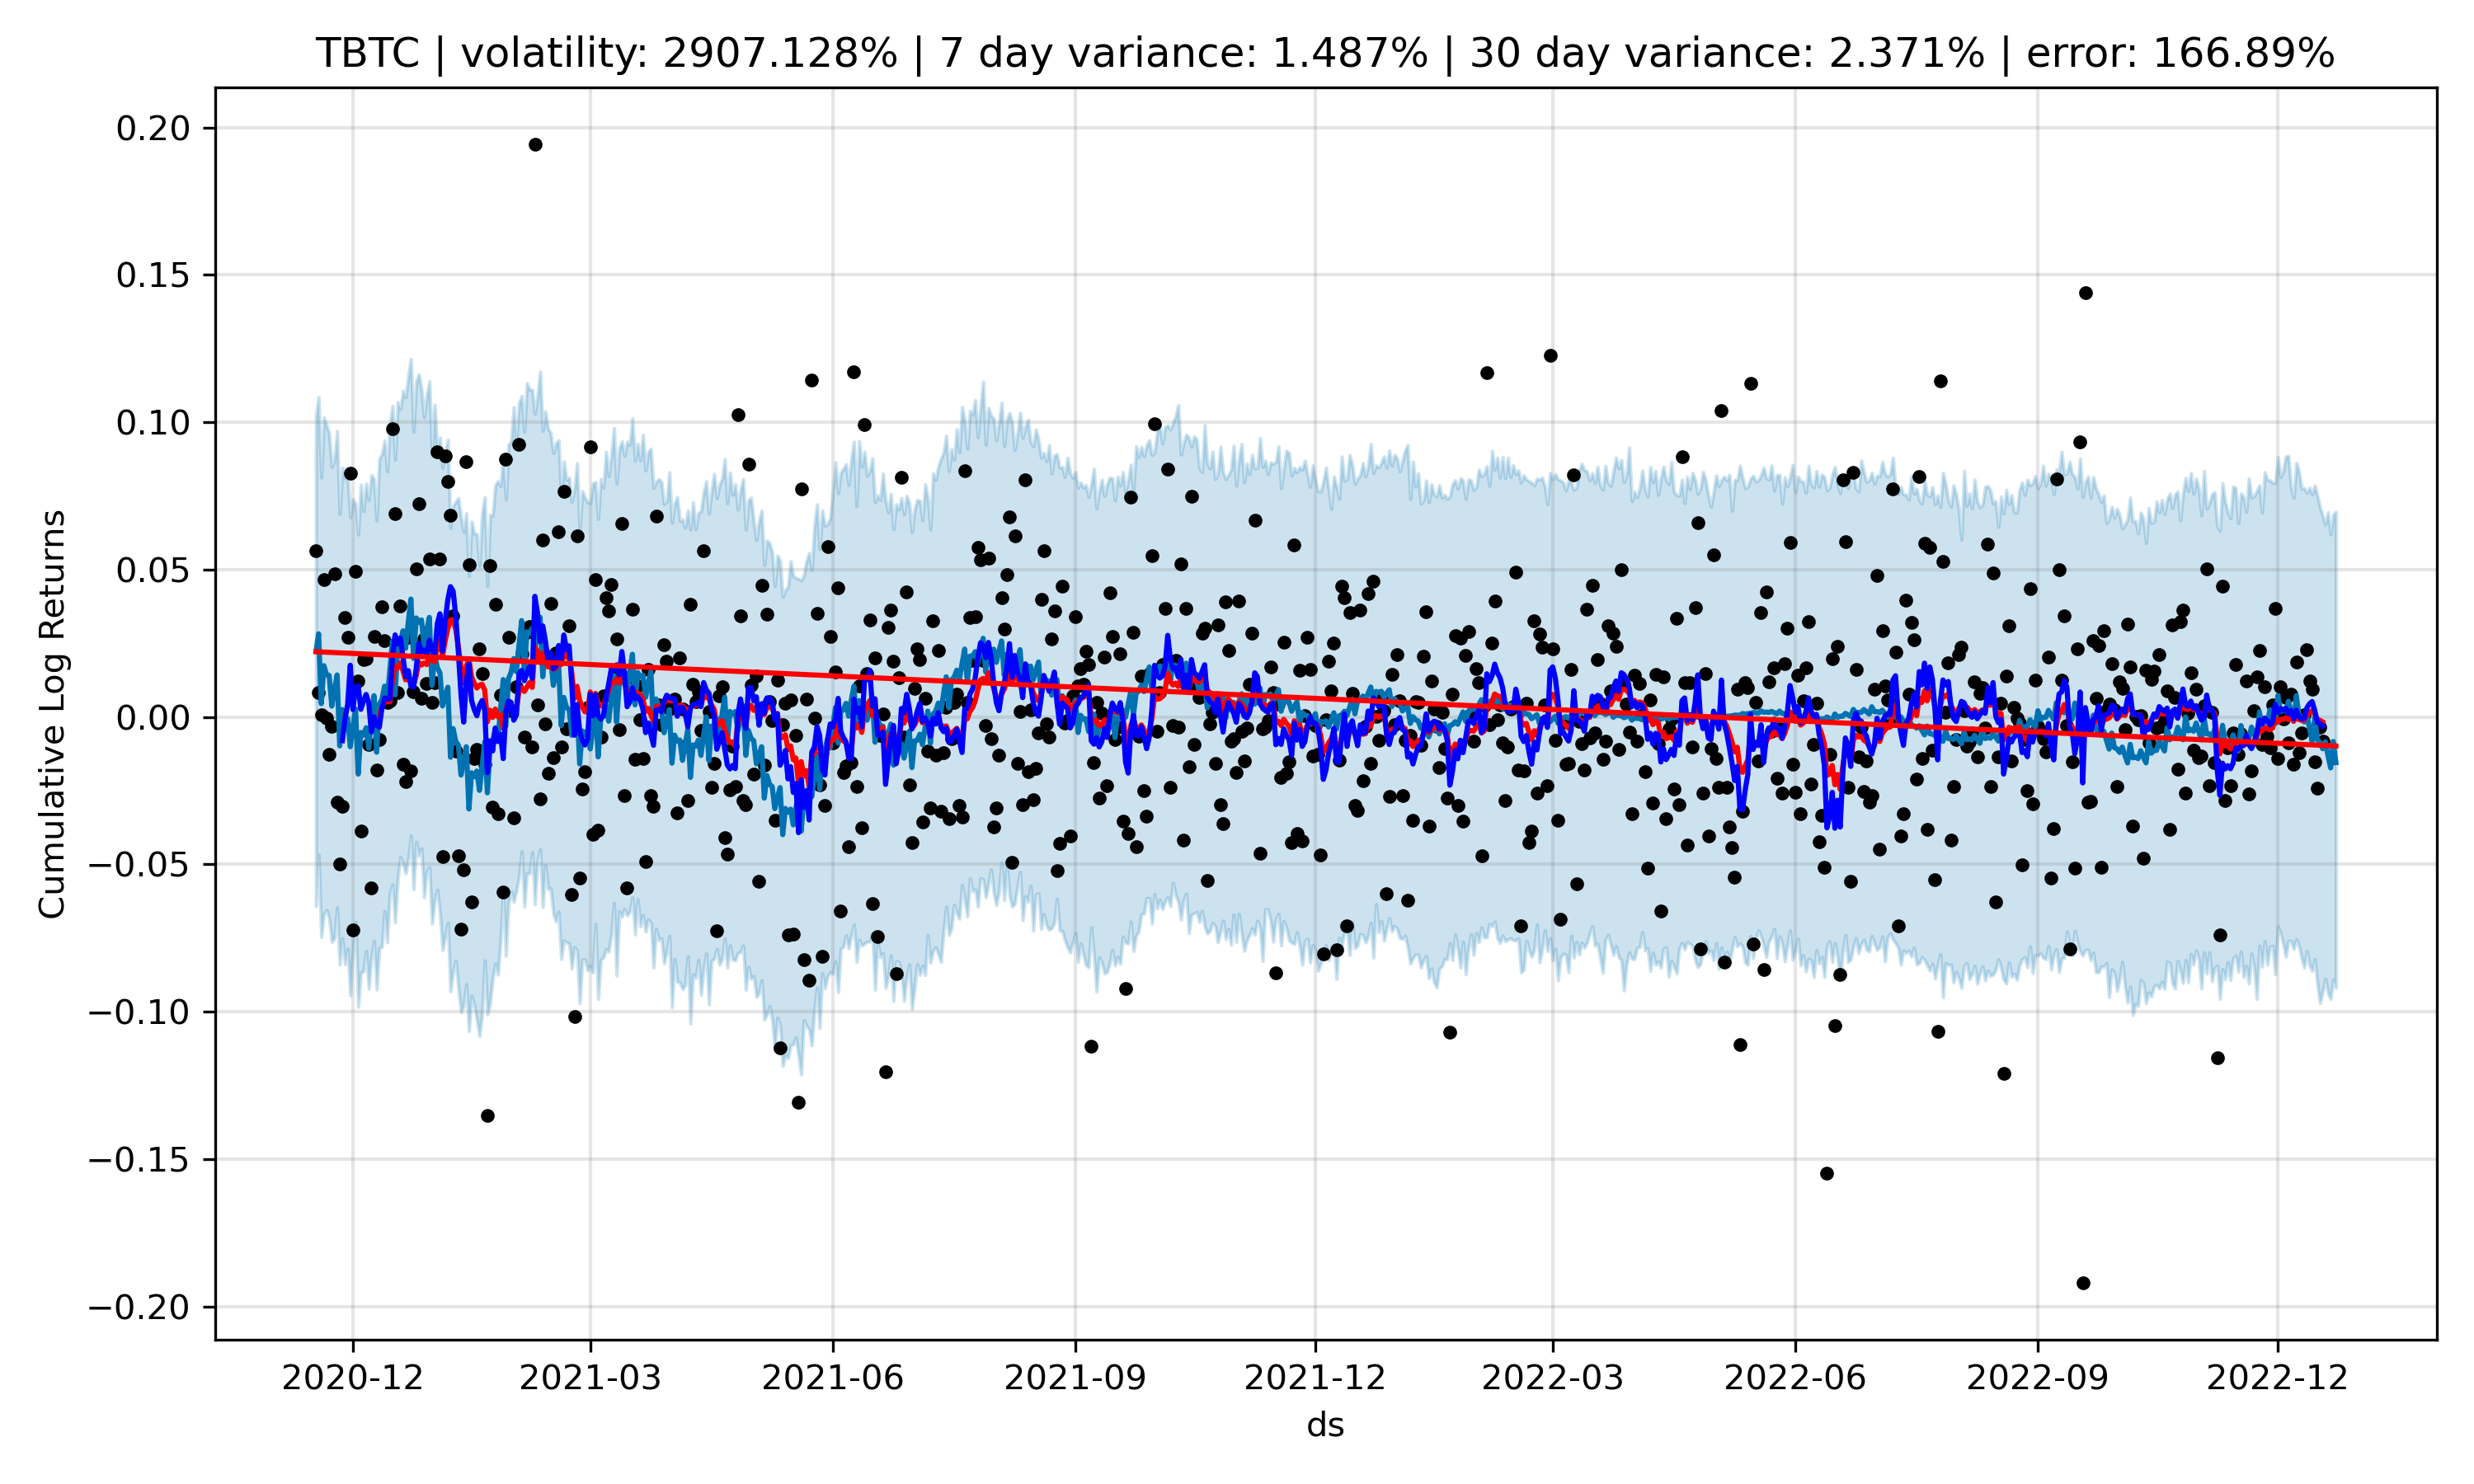 TBTC | volatility: 2907.128% | 7 day variance: 1.487% | 30 day variance: 2.371% | error: 166.89%
0.20
0.15
0.10
0.05
0.00
−0.05
−0.10
−0.15
−0.20
Cumulative Log Returns
2020-12 2021-03 2021-06 2021-09 2021-12 2022-03 2022-06 2022-09 2022-12
ds